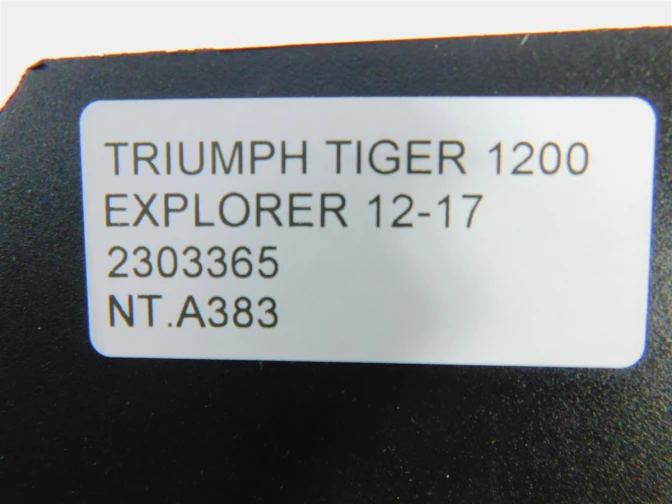 TRIUMPH TIGER 1200
EXPLORER 12-17
2303365
NT.A383